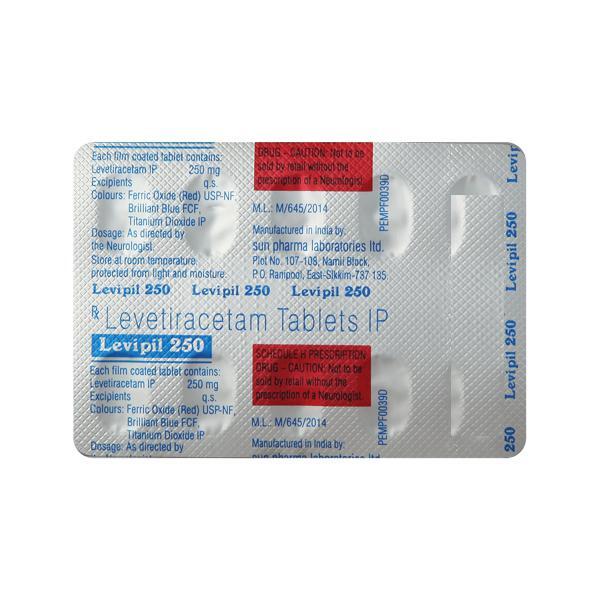 Each film coated tablet contains:
Levetiracetam IP 250 mg
Excipients q.s.
Colours: Ferric Oxide (Red) USP-NF,
Brilliant Blue FCF,
Titanium Dioxide IP
Dosage: As directed by
the Neurologist.
Store at room temperature,
protected from light and moisture.
DRUG – CAUTION: Not to be
sold by retail without the
prescription of a Neurologist.
M.L.: M/645/2014
Manufactured in India by:
sun pharma laboratories ltd.
Plot No. 107-108, Namli Block,
P.O. Ranipool, East-Sikkim-737 135.
PEMPF0039D
Levipil 250 Levipil 250 Levipil 250
Rx Levetiracetam Tablets IP
Levipil 250
Each film coated tablet contains:
Levetiracetam IP 250 mg
Excipients q.s.
Colours: Ferric Oxide (Red) USP-NF,
Brilliant Blue FCF,
Titanium Dioxide IP
Dosage: As directed by
SCHEDULE H PRESCRIPTION
DRUG – CAUTION: Not to be
sold by retail without the
prescription of a Neurologist.
M.L.: M/645/2014
Manufactured in India by:
sun pharma laboratories ltd.
PEMPF0039D
250 Levipil 250 Levipil 250